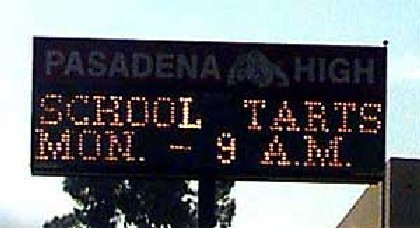 PASADENA HIGH
SCHOOL TARTS
MON. - 9 A.M.